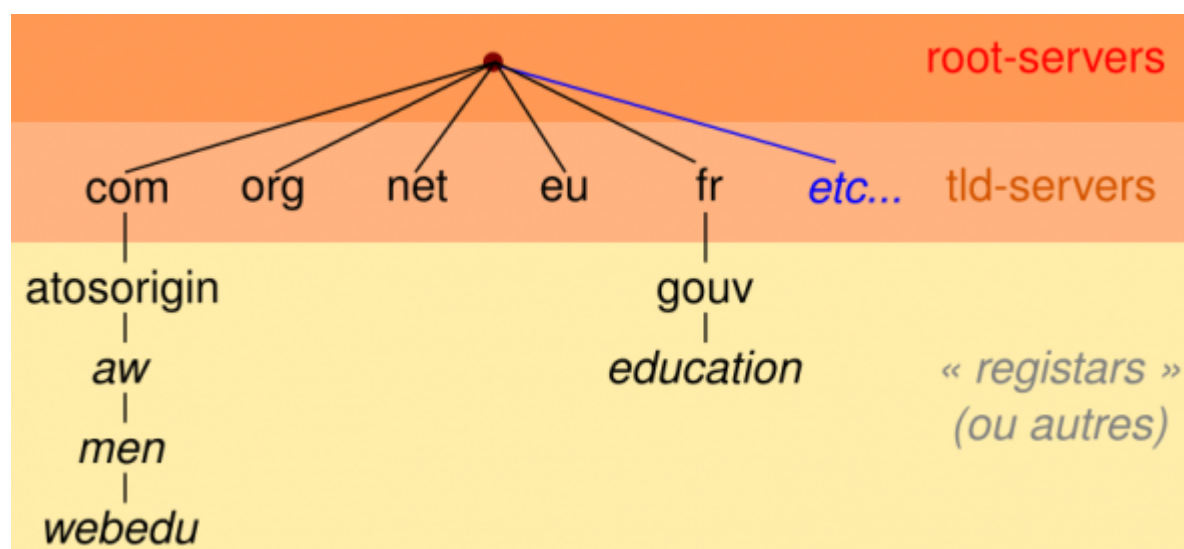 root-servers
com org net eu fr etc... tld-servers
atosorigin gouv
aw education « registars »
(ou autres)
men
webedu